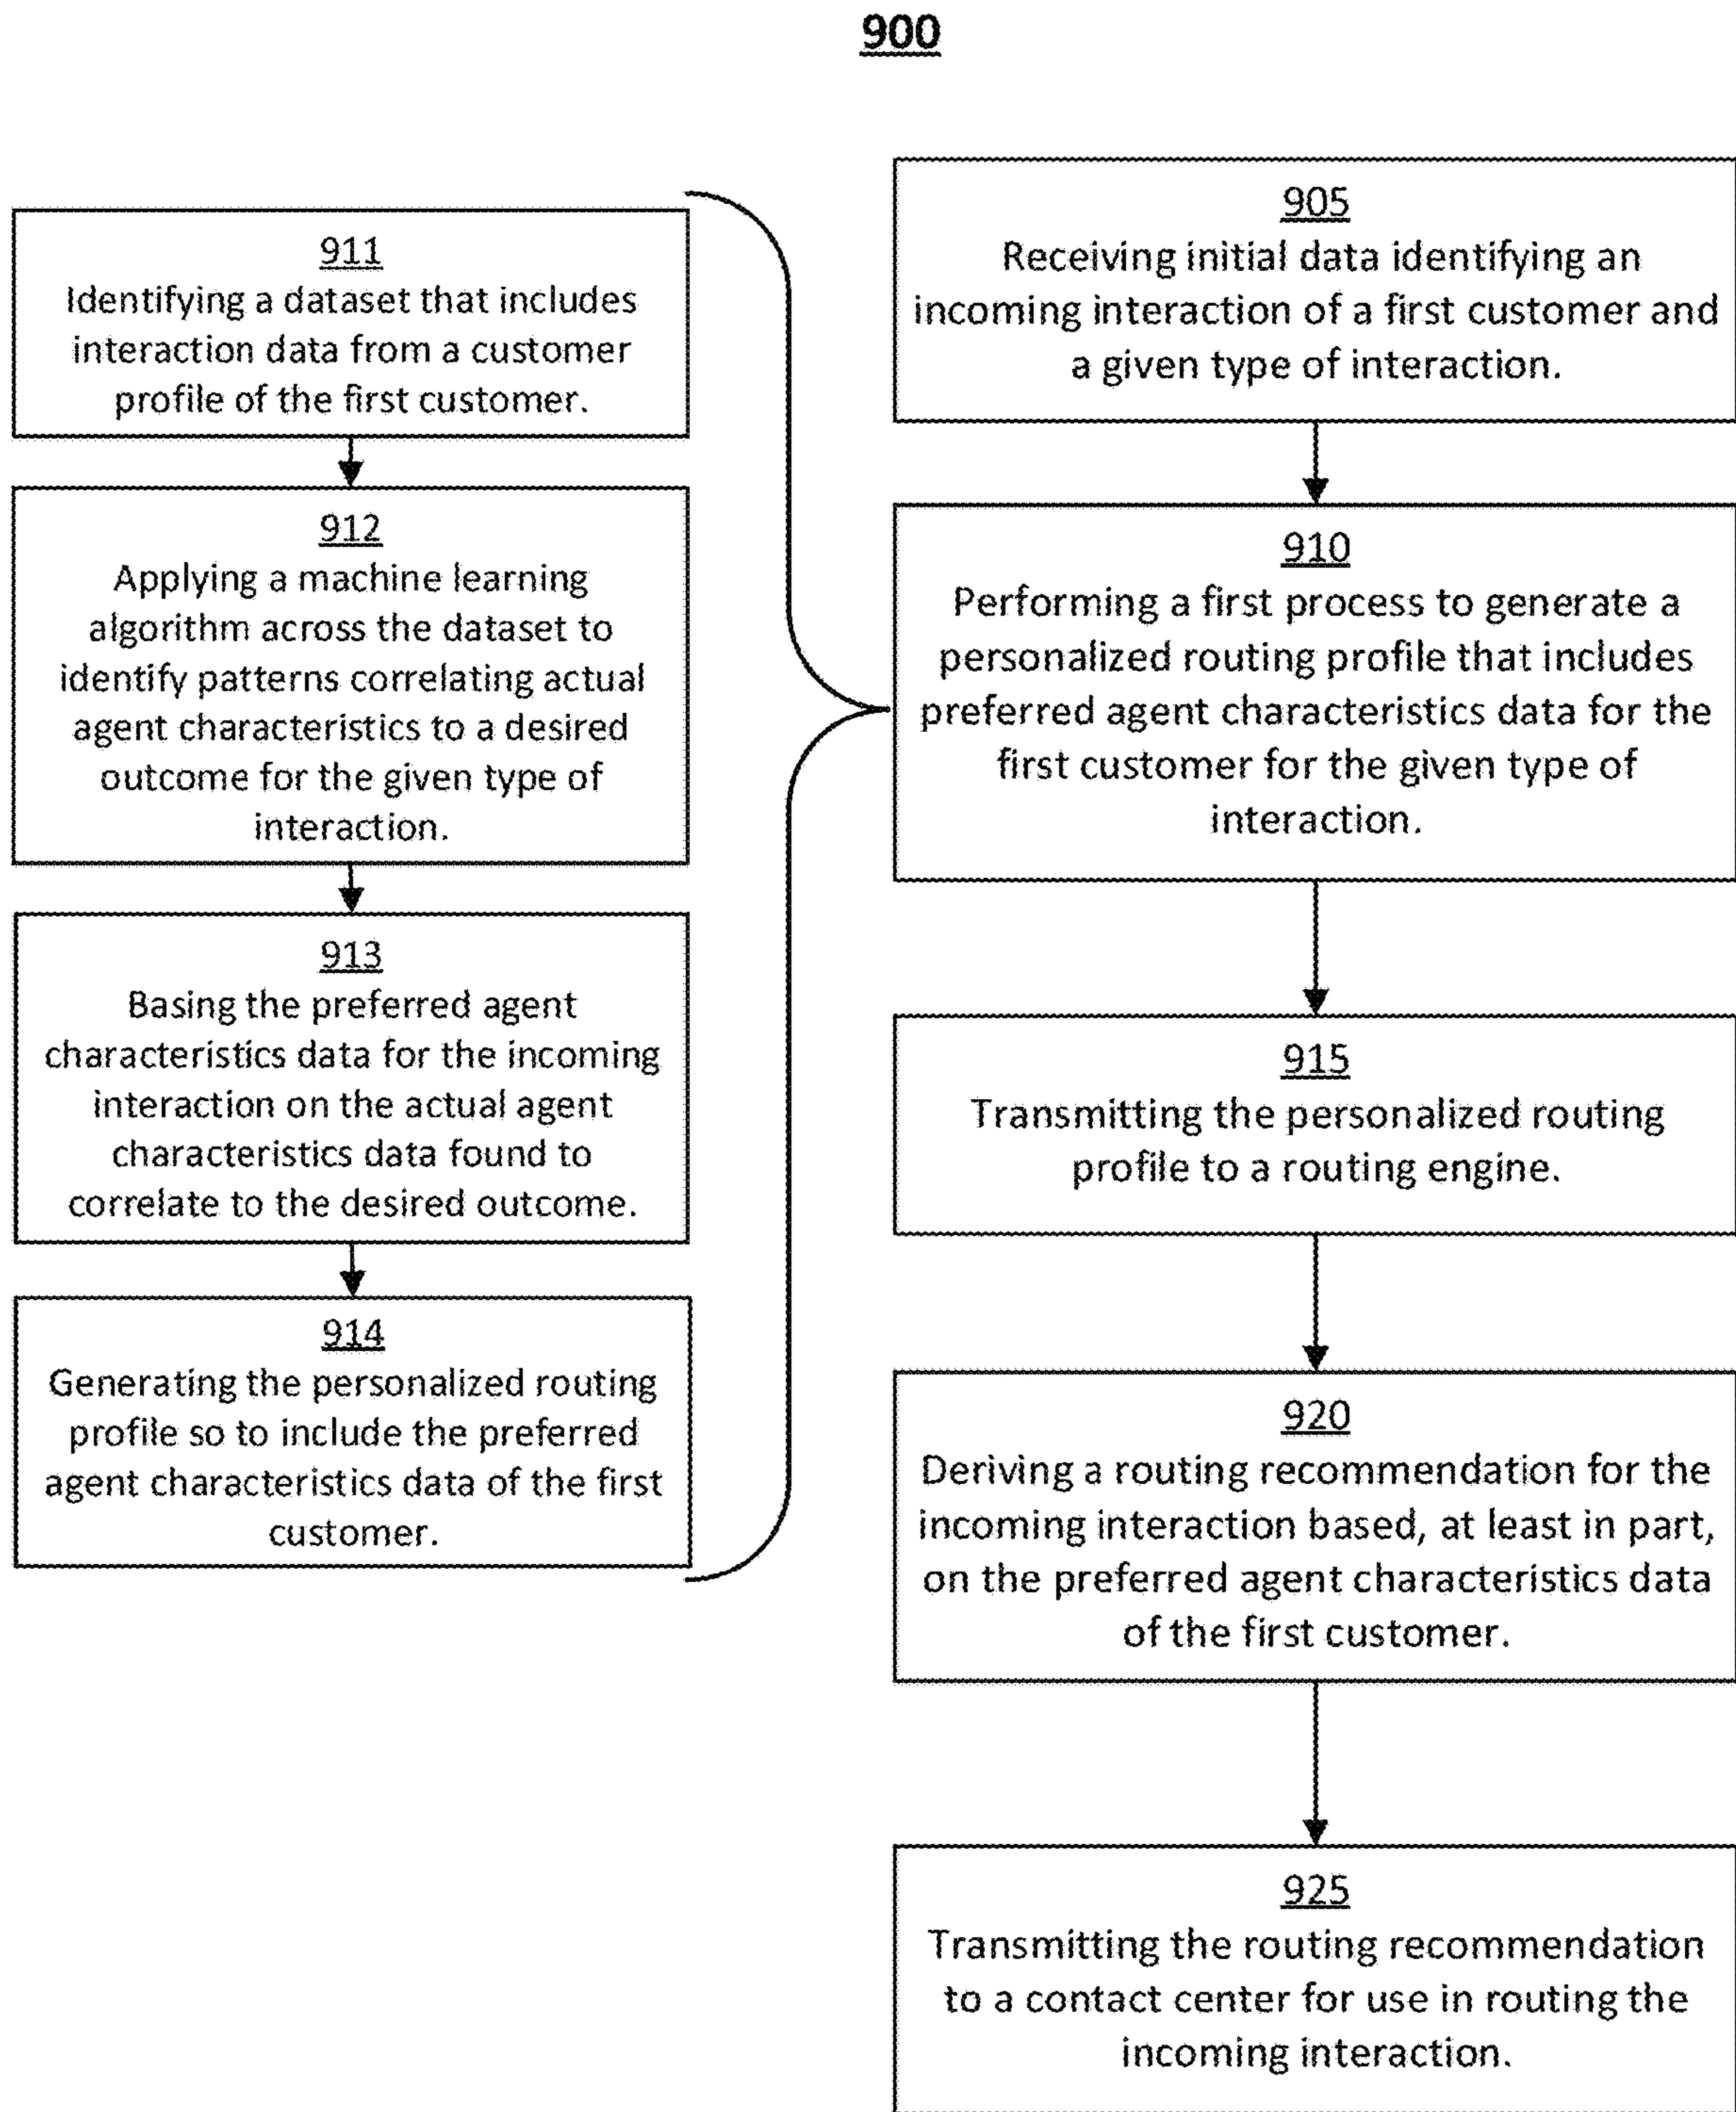 900
905
Receiving initial data identifying an
incoming interaction of a first customer and
a given type of interaction.
910
Performing a first process to generate a
personalized routing profile that includes
preferred agent characteristics data for the
first customer for the given type of
interaction.
911
Identifying a dataset that includes
interaction data from a customer
profile of the first customer.
912
Applying a machine learning
algorithm across the dataset to
identify patterns correlating actual
agent characteristics to a desired
outcome for the given type of
interaction.
913
Basing the preferred agent
characteristics data for the incoming
interaction on the actual agent
characteristics data found to
correlate to the desired outcome.
914
Generating the personalized routing
profile so to include the preferred
agent characteristics data of the first
customer.
915
Transmitting the personalized routing
profile to a routing engine.
920
Deriving a routing recommendation for the
incoming interaction based, at least in part,
on the preferred agent characteristics data
of the first customer.
925
Transmitting the routing recommendation
to a contact center for use in routing the
incoming interaction.